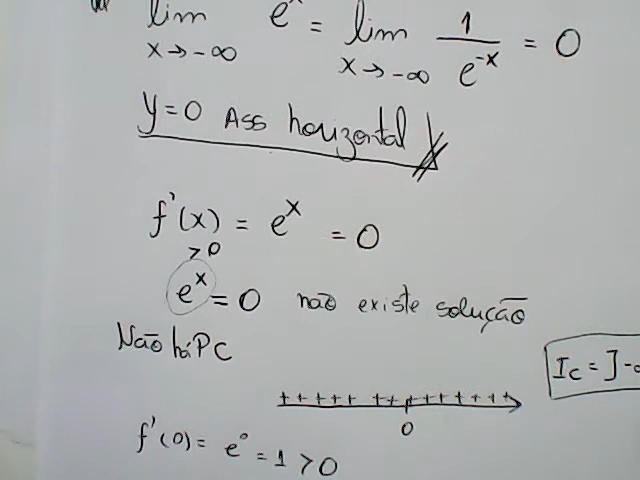 lim e^x = lim 1/e^-x = 0
x→-∞ x→-∞
y=0 Ass horizontal
f'(x) = e^x = 0
>0
e^x = 0 não existe solução
Não há PC
Ic = ]-∞
+++++ ++++++++++
0
f'(0) = e^0 = 1 > 0